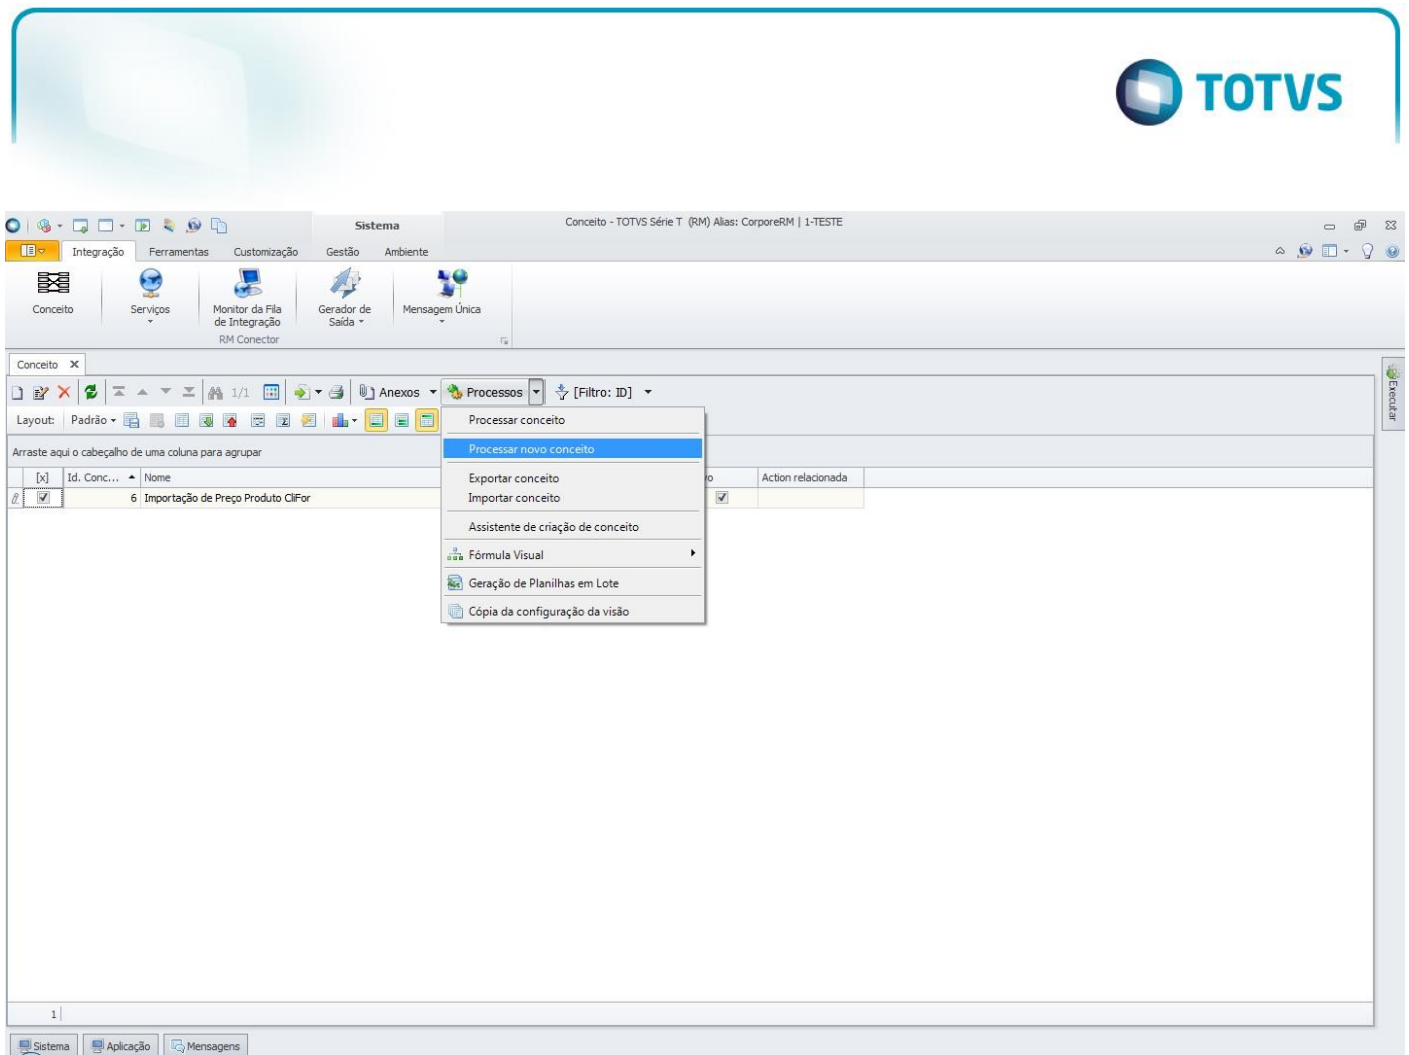 TOTVS
Sistema
Conceito - TOTVS Série T (RM) Alias: CorporeRM | 1-TESTE
Integração Ferramentas Customização Gestão Ambiente
Conceito Serviços Monitor da Fila de Integração Gerador de Saída Mensagem Única
RM Conector
Conceito X
1/1 Anexos Processos [Filtro: ID]
Layout: Padrão
Processar conceito
Arraste aqui o cabeçalho de uma coluna para agrupar
Processar novo conceito
[x] Id. Conc... Nome
Exportar conceito
vo Action relacionada
6 Importação de Preço Produto CliFor
Importar conceito
Assistente de criação de conceito
Fórmula Visual
Geração de Planilhas em Lote
Cópia da configuração da visão
Executar
1
Sistema Aplicação Mensagens